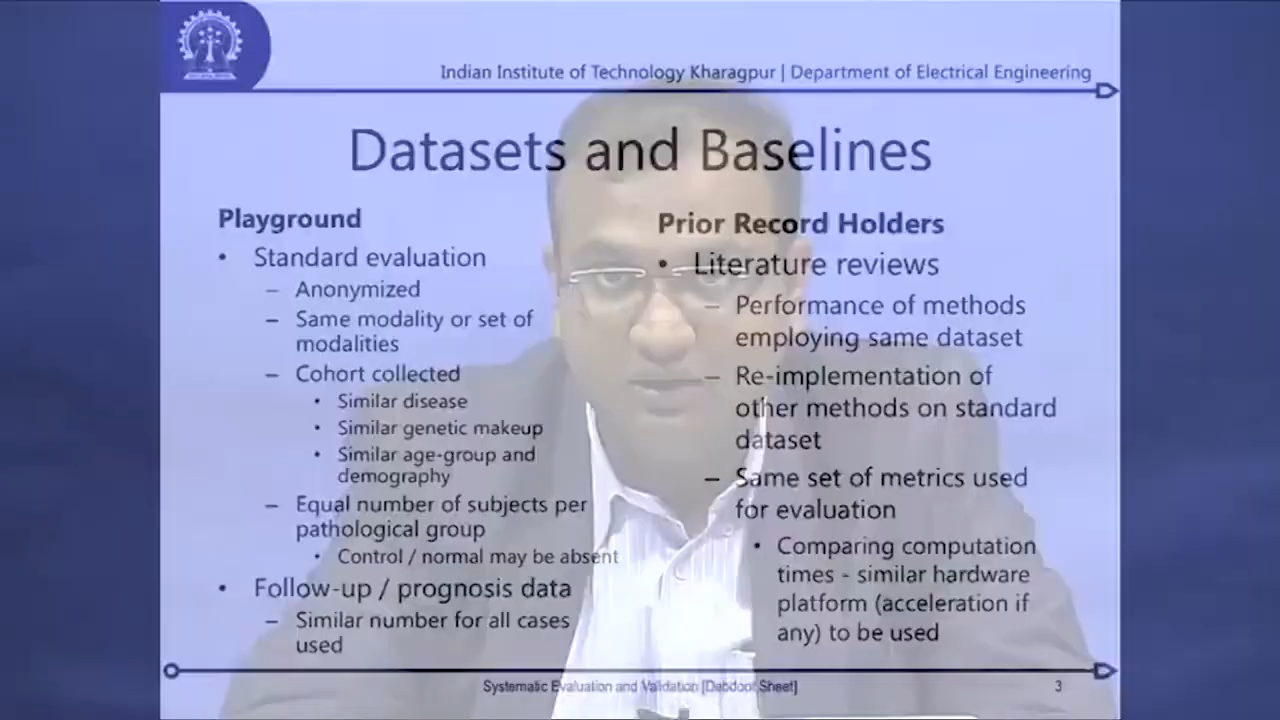 Indian Institute of Technology Kharagpur | Department of Electrical Engineering
Datasets and Baselines
Playground
• Standard evaluation
– Anonymized
– Same modality or set of
modalities
– Cohort collected
• Similar disease
• Similar genetic makeup
• Similar age-group and
demography
– Equal number of subjects per
pathological group
• Control / normal may be absent
• Follow-up / prognosis data
– Similar number for all cases
used
Prior Record Holders
• Literature reviews
– Performance of methods
employing same dataset
– Re-implementation of
other methods on standard
dataset
– Same set of metrics used
for evaluation
• Comparing computation
times - similar hardware
platform (acceleration if
any) to be used
Systematic Evaluation and Validation [Debdoot Sheet]
3